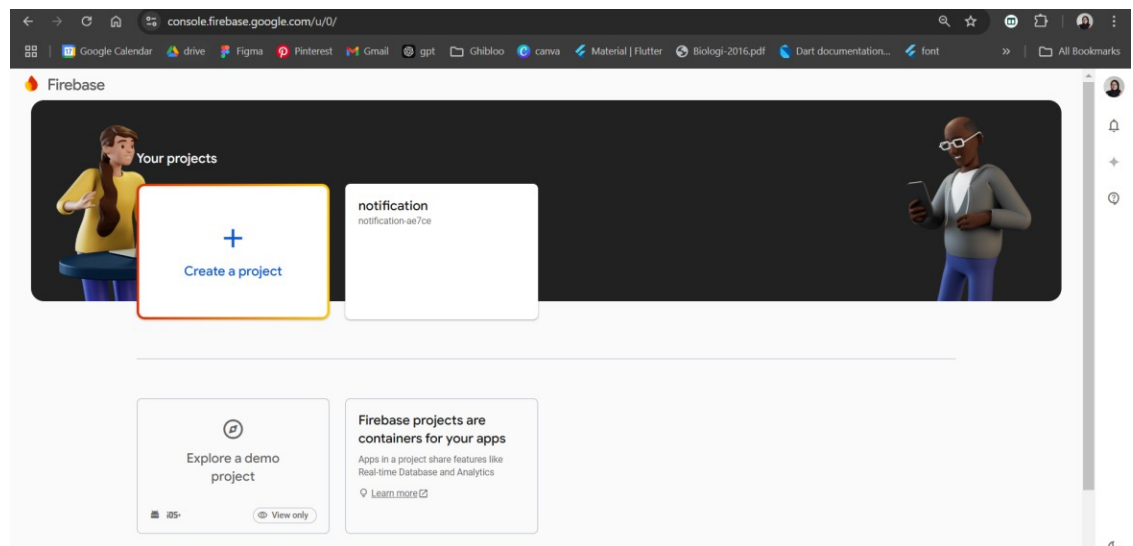 console.firebase.google.com/u/0/
Google Calendar drive Figma Pinterest Gmail gpt Ghibloo canva Material | Flutter Biologi-2016.pdf Dart documentation... font » All Bookmarks
Firebase
Your projects
+
Create a project
notification
notification-ae7ce
Explore a demo
project
iOS+ View only
Firebase projects are
containers for your apps
Apps in a project share features like
Real-time Database and Analytics
Learn more